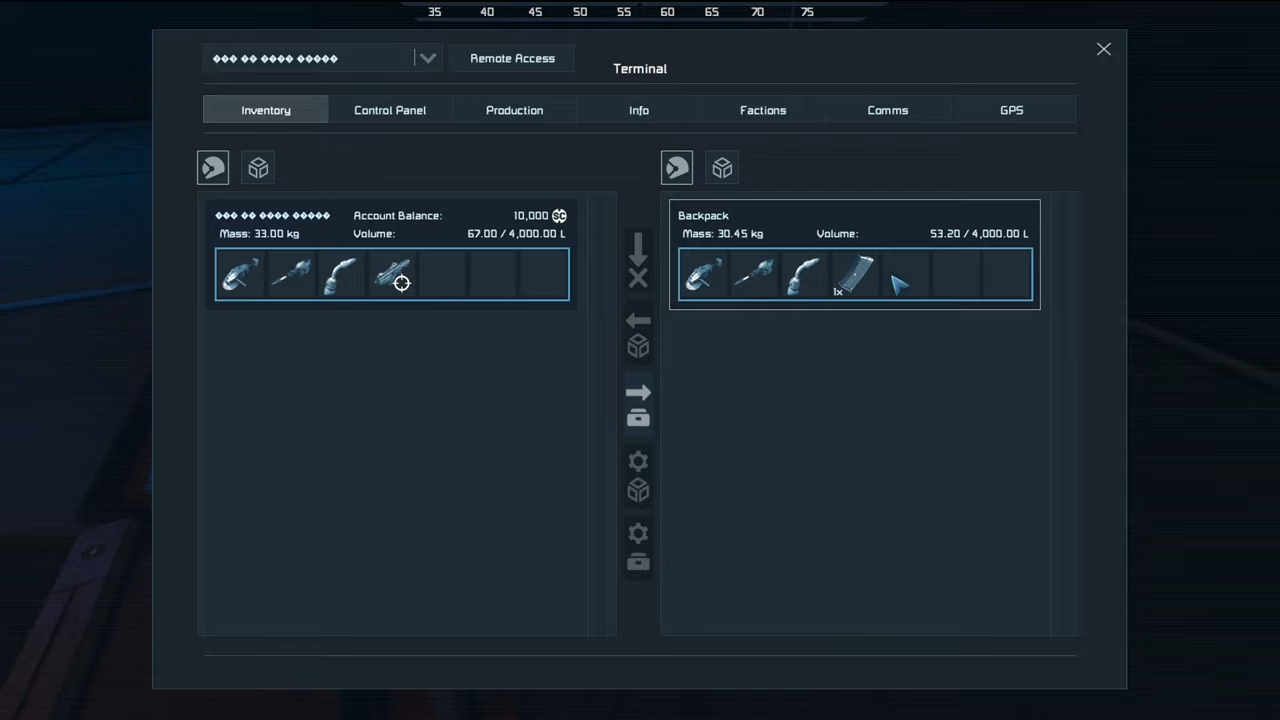 35 40 45 50 55 60 65 70 75
��� �� ���� �����
Remote Access
Terminal
Inventory
Control Panel
Production
Info
Factions
Comms
GPS
��� �� ���� �����
Account Balance:
10,000 SC
Mass: 33.00 kg
Volume:
67.00 / 4,000.00 L
Backpack
Mass: 30.45 kg
Volume:
53.20 / 4,000.00 L
1x